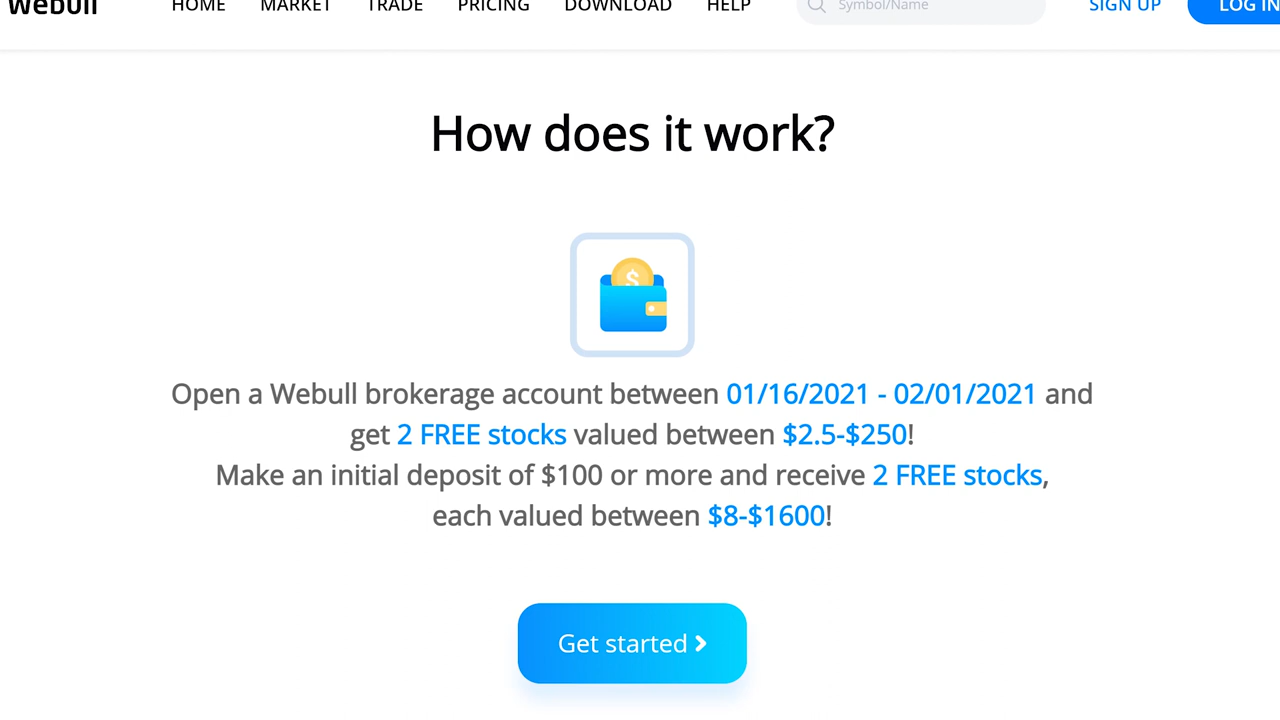 Webull HOME MARKET TRADE PRICING DOWNLOAD HELP Symbol/Name SIGN UP LOG IN
How does it work?
$
Open a Webull brokerage account between 01/16/2021 - 02/01/2021 and
get 2 FREE stocks valued between $2.5-$250!
Make an initial deposit of $100 or more and receive 2 FREE stocks,
each valued between $8-$1600!
Get started